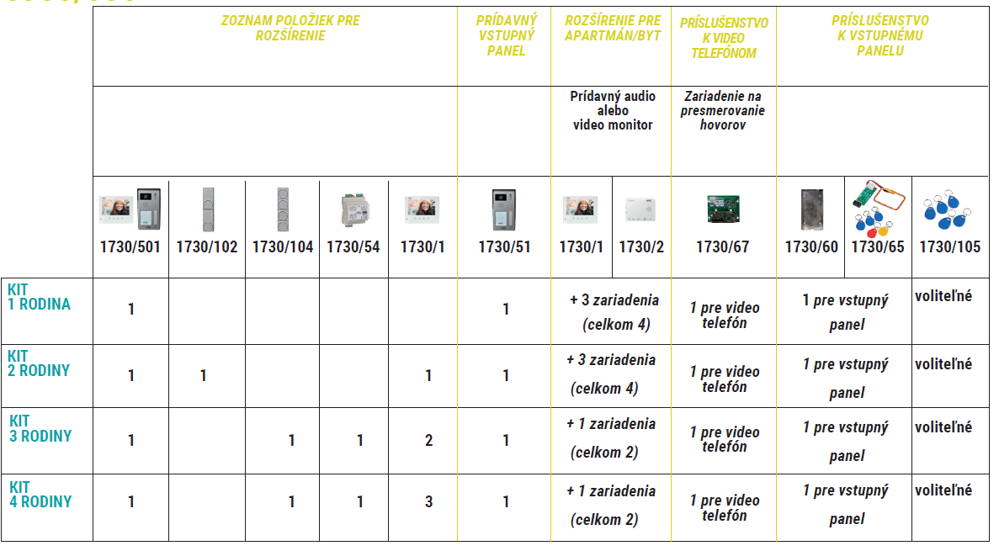 ZOZNAM POLOŽIEK PRE
ROZŠÍRENIE
PRÍDAVNÝ
VSTUPNÝ
PANEL
ROZŠÍRENIE PRE
APARTMÁN/BYT
PRÍSLUŠENSTVO
K VIDEO
TELEFÓNOM
PRÍSLUŠENSTVO
K VSTUPNÉMU
PANELU
Prídavný audio
alebo
video monitor
Zariadenie na
presmerovanie
hovorov
1730/501 1730/102 1730/104 1730/54 1730/1 1730/51 1730/1 1730/2 1730/67 1730/60 1730/65 1730/105
KIT
1 RODINA
1
1
+ 3 zariadenia
(celkom 4)
1 pre video
telefón
1 pre vstupný
panel
voliteľné
KIT
2 RODINY
1
1
1
1
+ 3 zariadenia
(celkom 4)
1 pre video
telefón
1 pre vstupný
panel
voliteľné
KIT
3 RODINY
1
1
1
2
1
+ 1 zariadenia
(celkom 2)
1 pre video
telefón
1 pre vstupný
panel
voliteľné
KIT
4 RODINY
1
1
1
3
1
+ 1 zariadenia
(celkom 2)
1 pre video
telefón
1 pre vstupný
panel
voliteľné